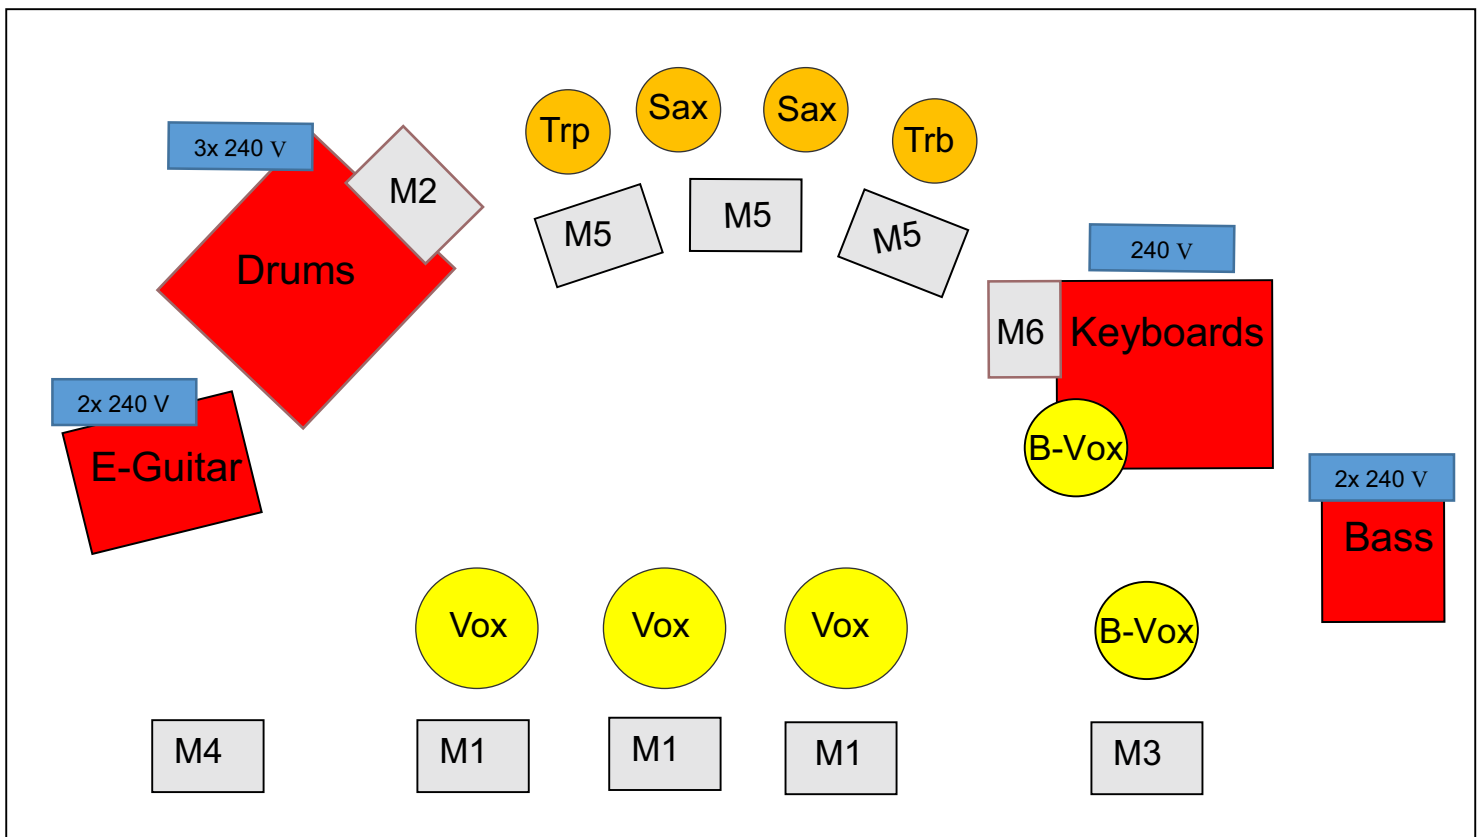 Trp
Sax
Sax
Trb
3x 240 V
M2
M5
M5
M5
Drums
240 V
M6
Keyboards
2x 240 V
E-Guitar
B-Vox
2x 240 V
Bass
Vox
Vox
Vox
B-Vox
M4
M1
M1
M1
M3